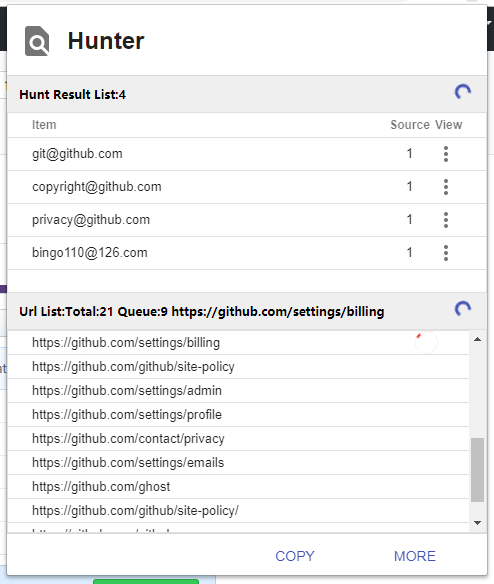 Hunter
Hunt Result List:4
Item Source View
git@github.com 1
copyright@github.com 1
privacy@github.com 1
bingo110@126.com 1
Url List:Total:21 Queue:9 https://github.com/settings/billing
https://github.com/settings/billing
https://github.com/github/site-policy
https://github.com/settings/admin
https://github.com/settings/profile
https://github.com/contact/privacy
https://github.com/settings/emails
https://github.com/ghost
https://github.com/github/site-policy/
COPY MORE